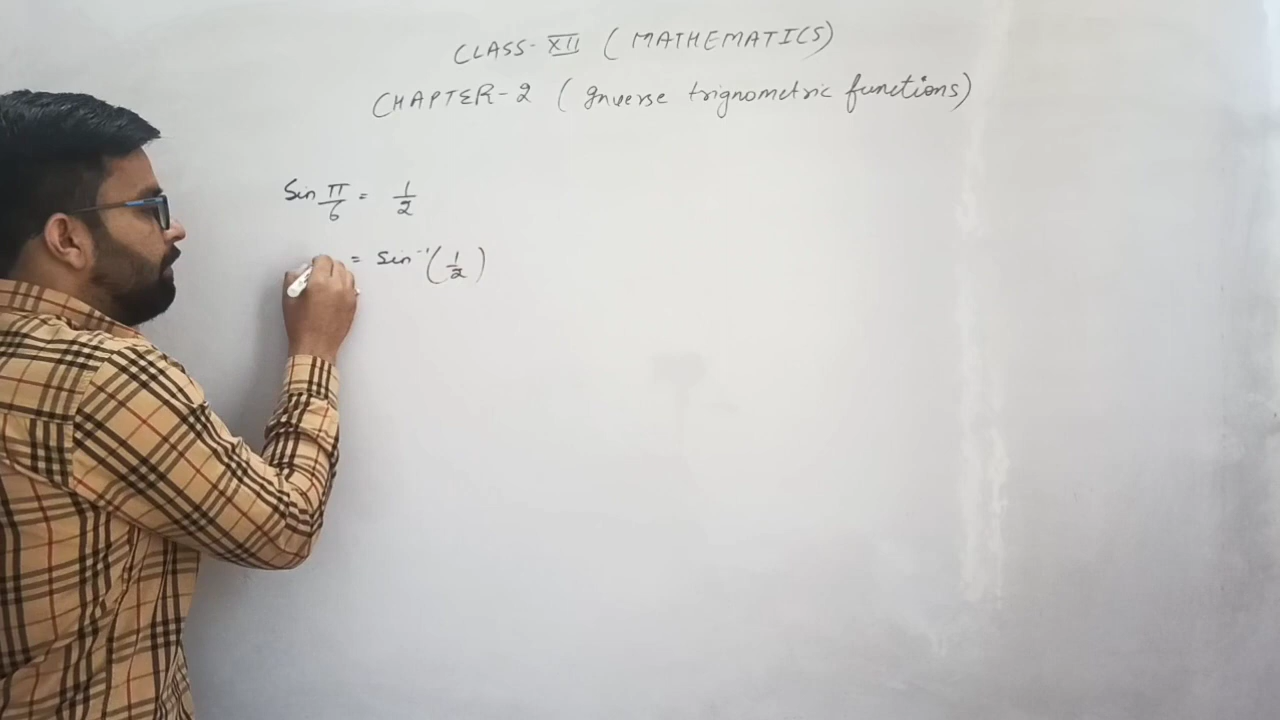 CLASS- XII ( MATHEMATICS)
CHAPTER-2 ( Inverse trignometric functions)
Sin π/6 = 1/2
= Sin⁻¹(1/2)